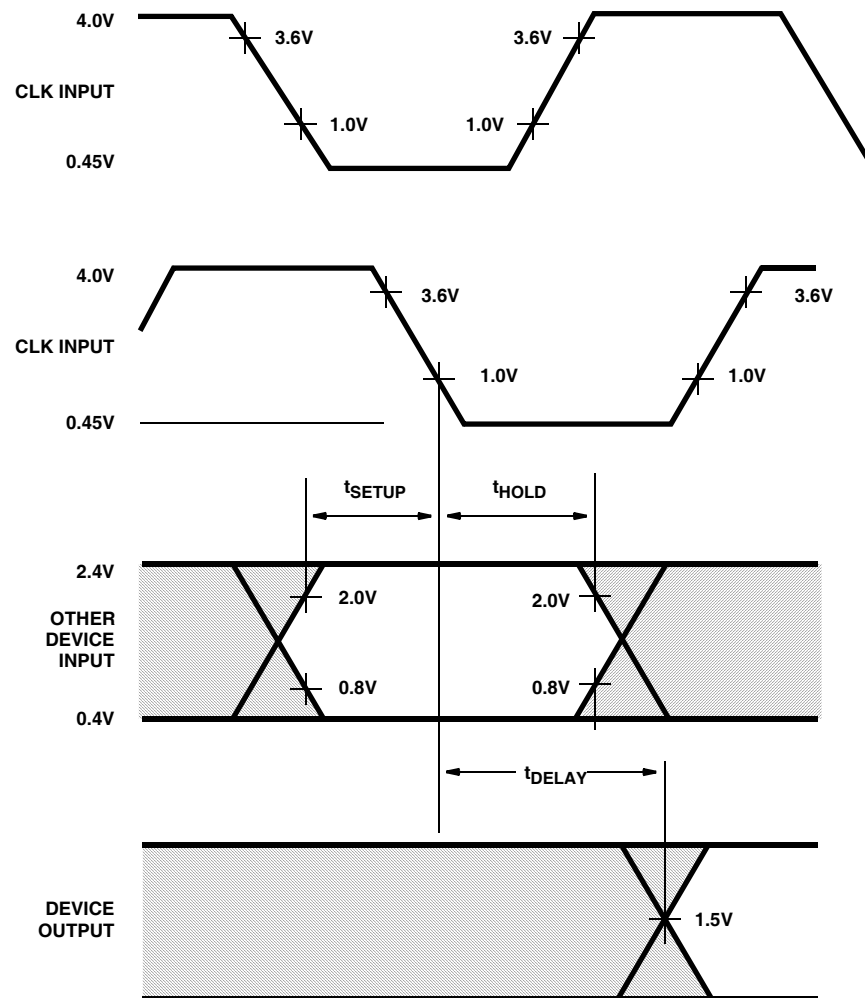 4.0V
3.6V
3.6V
CLK INPUT
1.0V
1.0V
0.45V
4.0V
3.6V
3.6V
CLK INPUT
1.0V
1.0V
0.45V
tSETUP
tHOLD
2.4V
2.0V
2.0V
OTHER
DEVICE
INPUT
0.8V
0.8V
0.4V
tDELAY
DEVICE
OUTPUT
1.5V